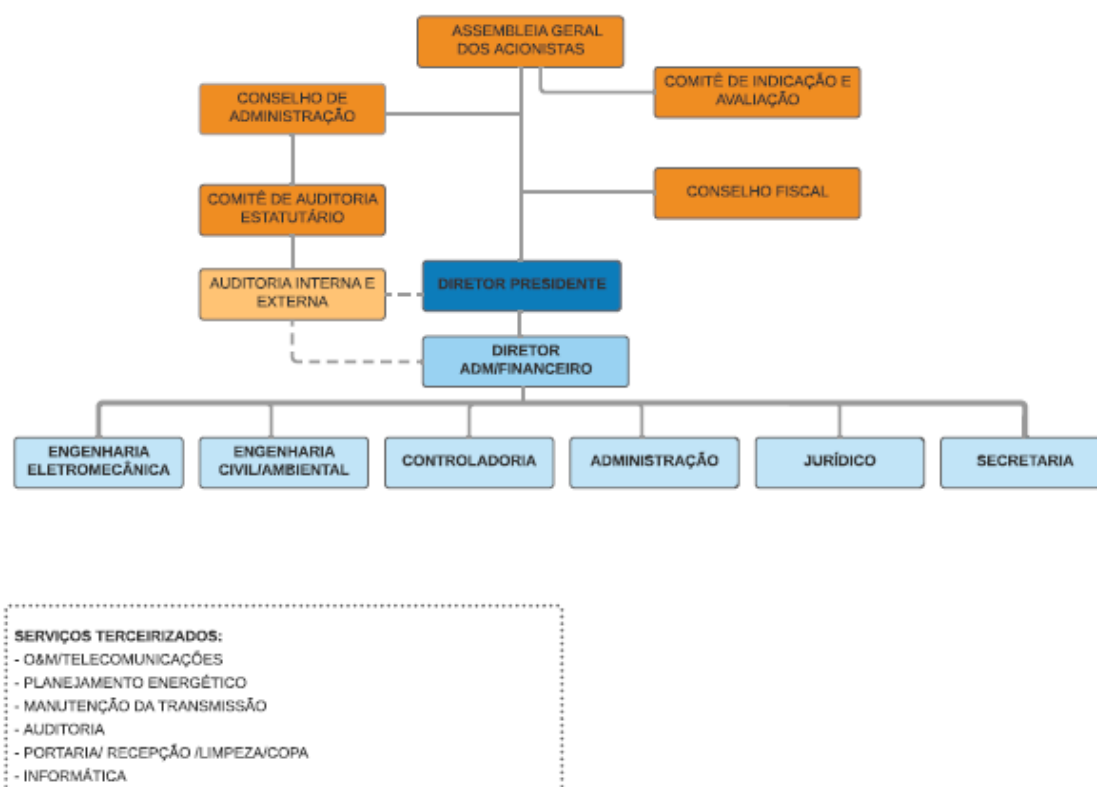 ASSEMBLEIA GERAL
DOS ACIONISTAS
COMITÊ DE INDICAÇÃO E
AVALIAÇÃO
CONSELHO DE
ADMINISTRAÇÃO
COMITÊ DE AUDITORIA
ESTATUTÁRIO
CONSELHO FISCAL
AUDITORIA INTERNA E
EXTERNA
DIRETOR PRESIDENTE
DIRETOR
ADM/FINANCEIRO
ENGENHARIA
ELETROMECÂNICA
ENGENHARIA
CIVIL/AMBIENTAL
CONTROLADORIA
ADMINISTRAÇÃO
JURÍDICO
SECRETARIA
SERVIÇOS TERCEIRIZADOS:
- O&M/TELECOMUNICAÇÕES
- PLANEJAMENTO ENERGÉTICO
- MANUTENÇÃO DA TRANSMISSÃO
- AUDITORIA
- PORTARIA/ RECEPÇÃO /LIMPEZA/COPA
- INFORMÁTICA